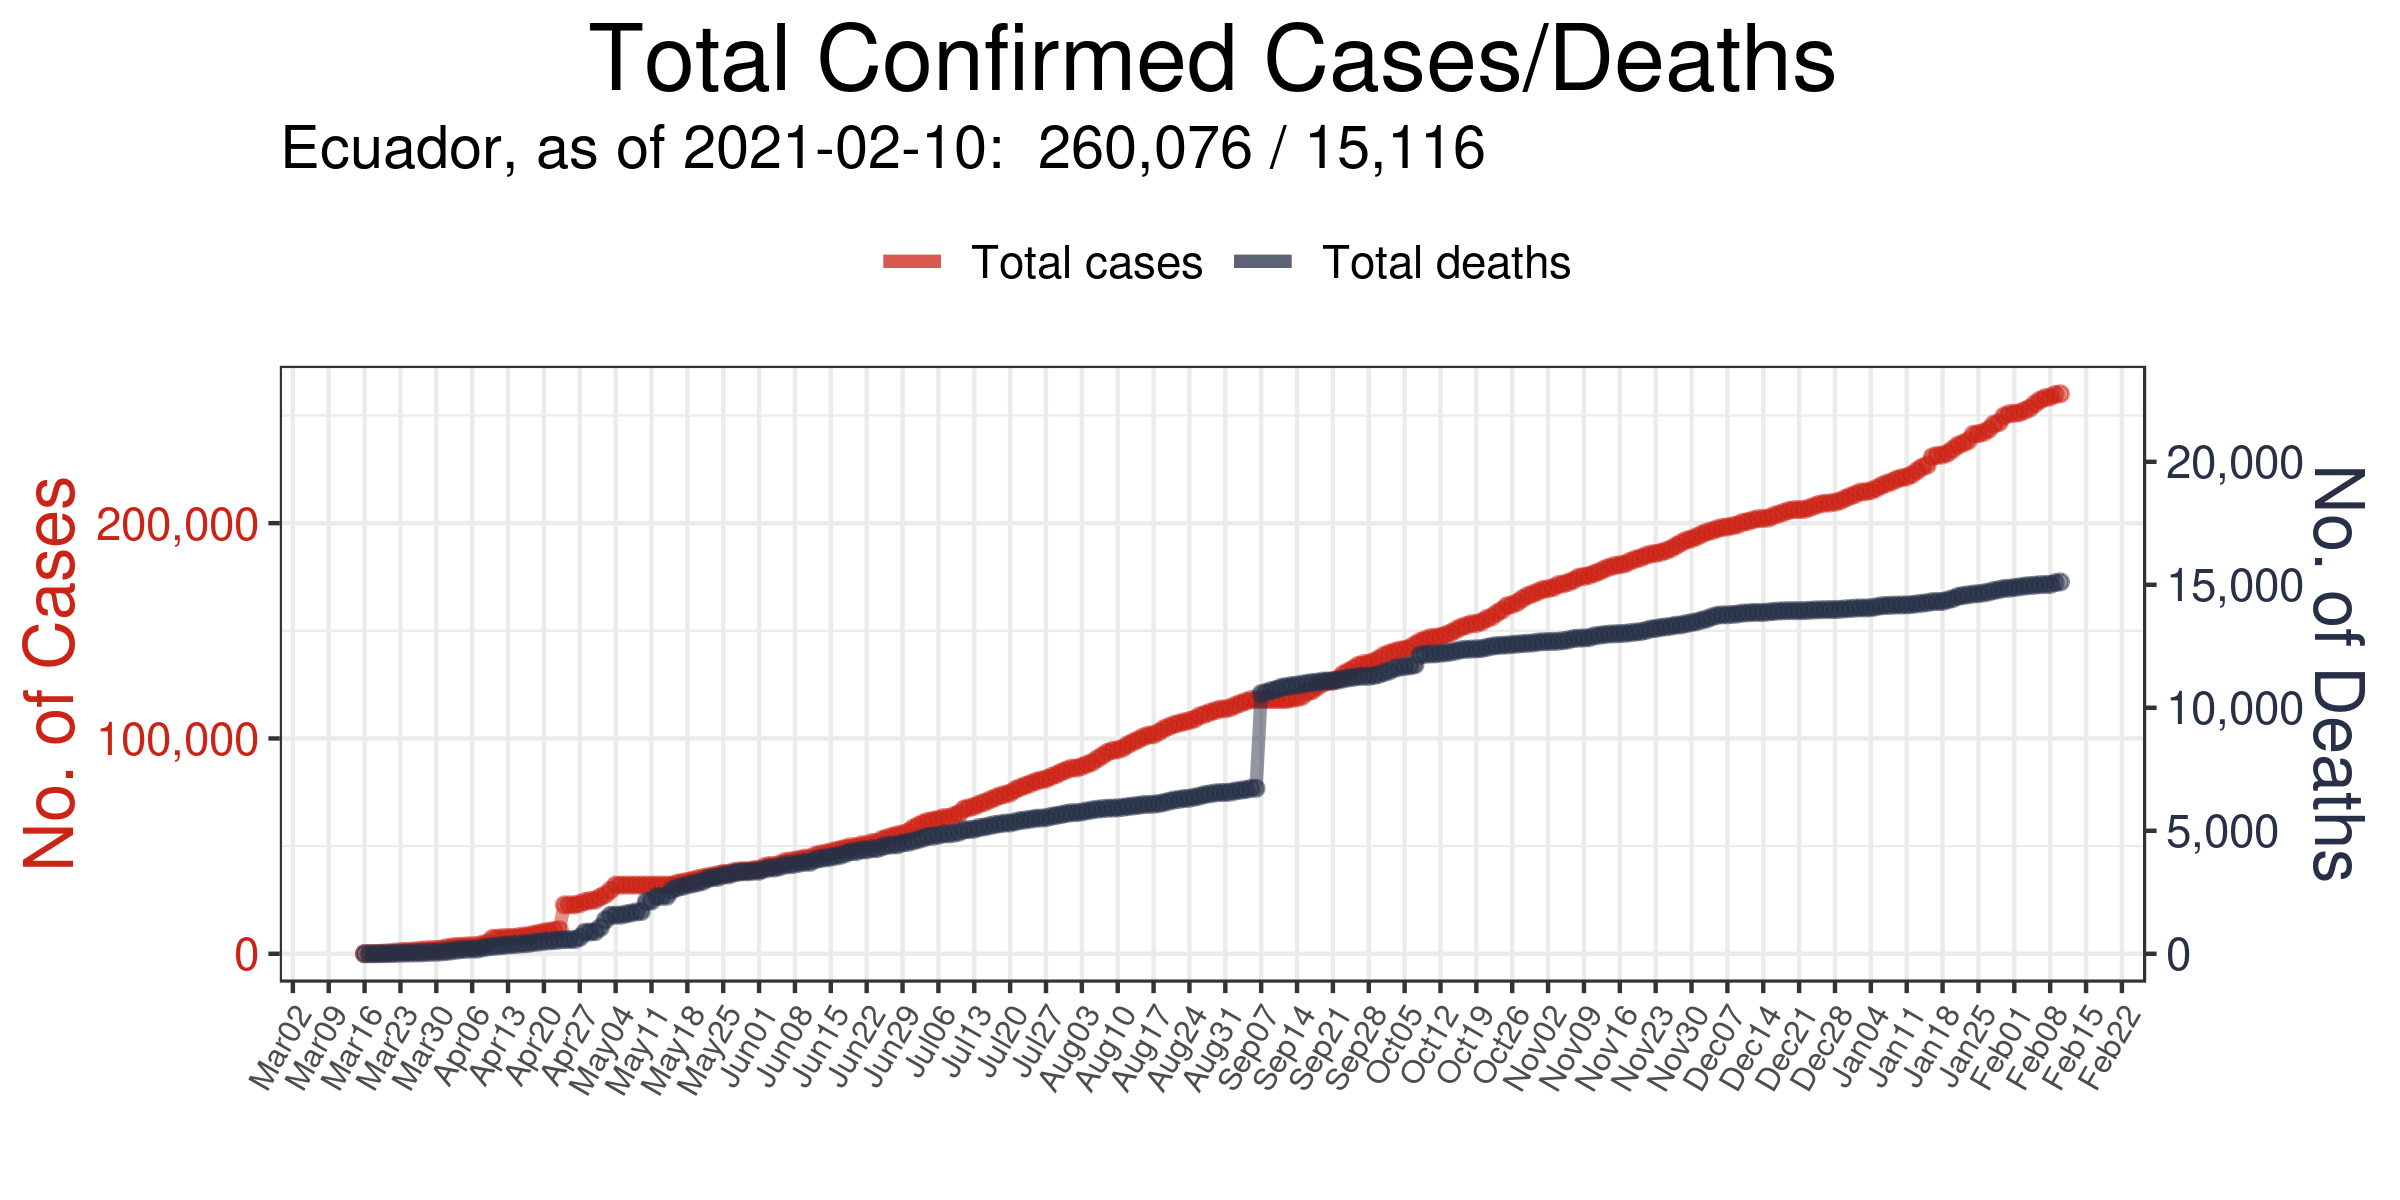 Total Confirmed Cases/Deaths
Ecuador, as of 2021-02-10:  260,076 / 15,116
Total cases
Total deaths
No. of Cases
200,000
100,000
0
20,000
15,000
10,000
5,000
0
No. of Deaths
Mar02
Mar09
Mar16
Mar23
Mar30
Apr06
Apr13
Apr20
Apr27
May04
May11
May18
May25
Jun01
Jun08
Jun15
Jun22
Jun29
Jul06
Jul13
Jul20
Jul27
Aug03
Aug10
Aug17
Aug24
Aug31
Sep07
Sep14
Sep21
Sep28
Oct05
Oct12
Oct19
Oct26
Nov02
Nov09
Nov16
Nov23
Nov30
Dec07
Dec14
Dec21
Dec28
Jan04
Jan11
Jan18
Jan25
Feb01
Feb08
Feb15
Feb22